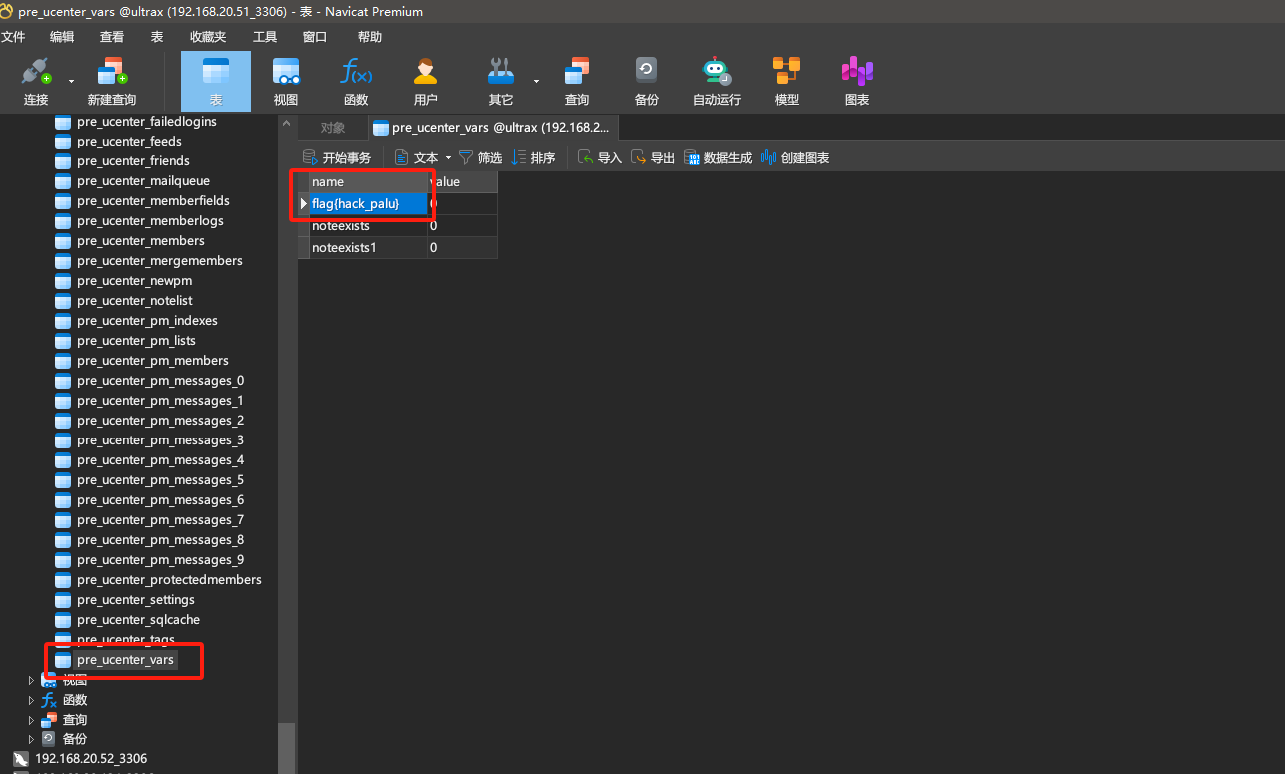 pre_ucenter_vars @ultrax (192.168.20.51_3306) - 表 - Navicat Premium
文件 编辑 查看 表 收藏夹 工具 窗口 帮助
连接 新建查询 表 视图 函数 用户 其它 查询 备份 自动运行 模型 图表
pre_ucenter_failedlogins
pre_ucenter_feeds
pre_ucenter_friends
pre_ucenter_mailqueue
pre_ucenter_memberfields
pre_ucenter_memberlogs
pre_ucenter_members
pre_ucenter_mergemembers
pre_ucenter_newpm
pre_ucenter_notelist
pre_ucenter_pm_indexes
pre_ucenter_pm_lists
pre_ucenter_pm_members
pre_ucenter_pm_messages_0
pre_ucenter_pm_messages_1
pre_ucenter_pm_messages_2
pre_ucenter_pm_messages_3
pre_ucenter_pm_messages_4
pre_ucenter_pm_messages_5
pre_ucenter_pm_messages_6
pre_ucenter_pm_messages_7
pre_ucenter_pm_messages_8
pre_ucenter_pm_messages_9
pre_ucenter_protectedmembers
pre_ucenter_settings
pre_ucenter_sqlcache
pre_ucenter_tags
pre_ucenter_vars
视图
函数
查询
备份
192.168.20.52_3306
对象 pre_ucenter_vars @ultrax (192.168.2...
开始事务 文本 筛选 排序 导入 导出 数据生成 创建图表
name value
flag{hack_palu} 0
noteexists 0
noteexists1 0